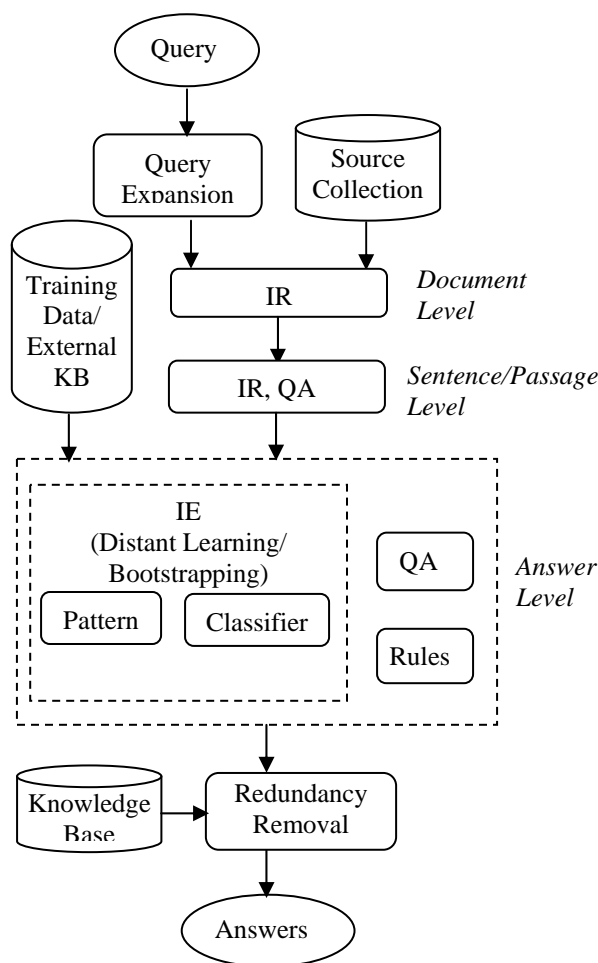 Query
Query
Expansion
Source
Collection
Training
Data/
External
KB
IR
Document
Level
IR, QA
Sentence/Passage
Level
IE
(Distant Learning/
Bootstrapping)
Pattern
Classifier
QA
Rules
Answer
Level
Knowledge
Base
Redundancy
Removal
Answers